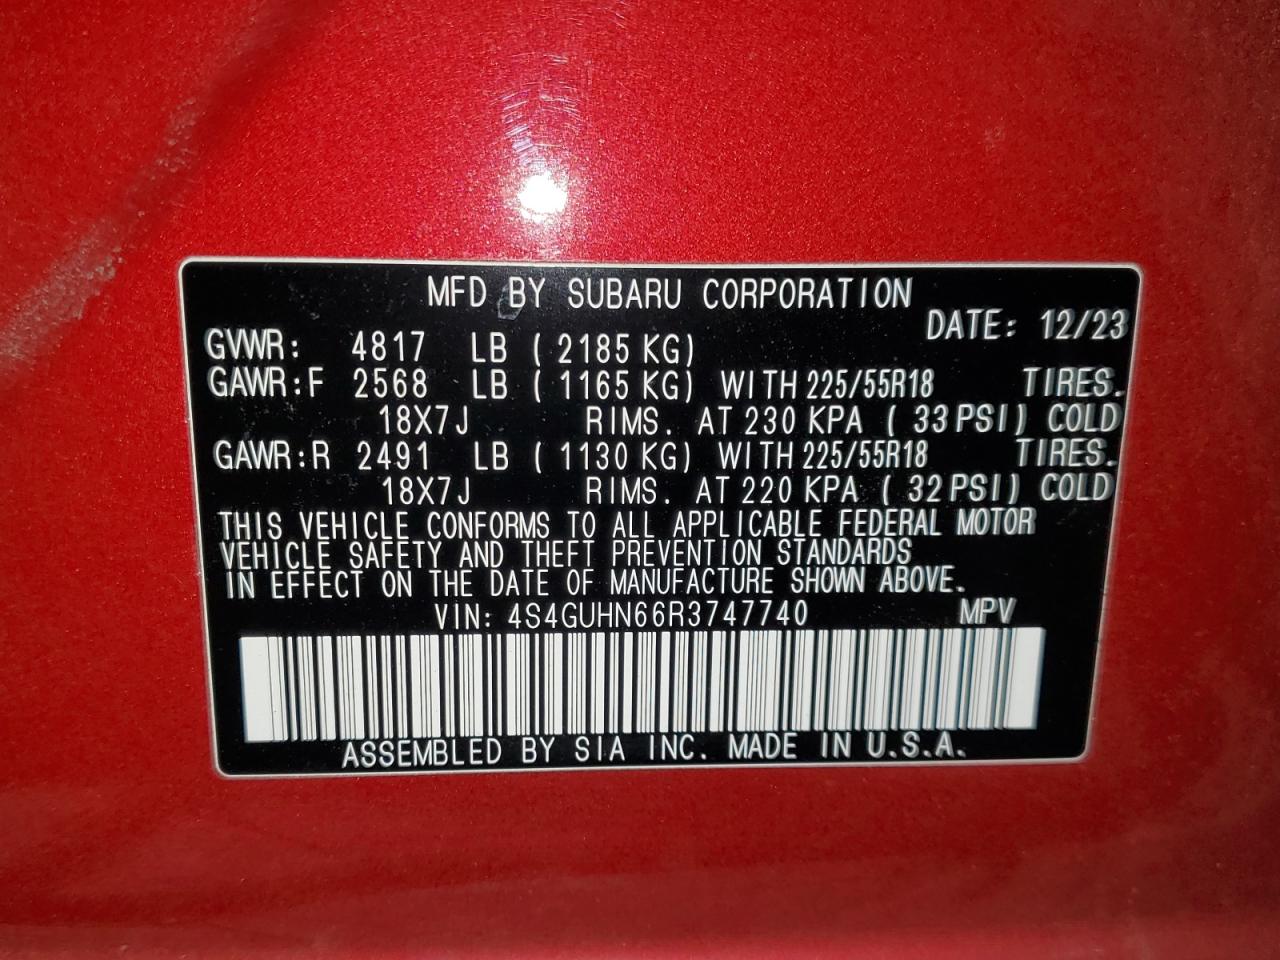 MFD BY SUBARU CORPORATION
DATE: 12/23
GVWR: 4817 LB ( 2185 KG)
GAWR:F 2568 LB ( 1165 KG) WITH 225/55R18 TIRES.
18X7J RIMS. AT 230 KPA ( 33 PSI) COLD
GAWR:R 2491 LB ( 1130 KG) WITH 225/55R18 TIRES.
18X7J RIMS. AT 220 KPA ( 32 PSI) COLD
THIS VEHICLE CONFORMS TO ALL APPLICABLE FEDERAL MOTOR
VEHICLE SAFETY AND THEFT PREVENTION STANDARDS
IN EFFECT ON THE DATE OF MANUFACTURE SHOWN ABOVE.
VIN: 4S4GUHN66R3747740 MPV
ASSEMBLED BY SIA INC. MADE IN U.S.A.